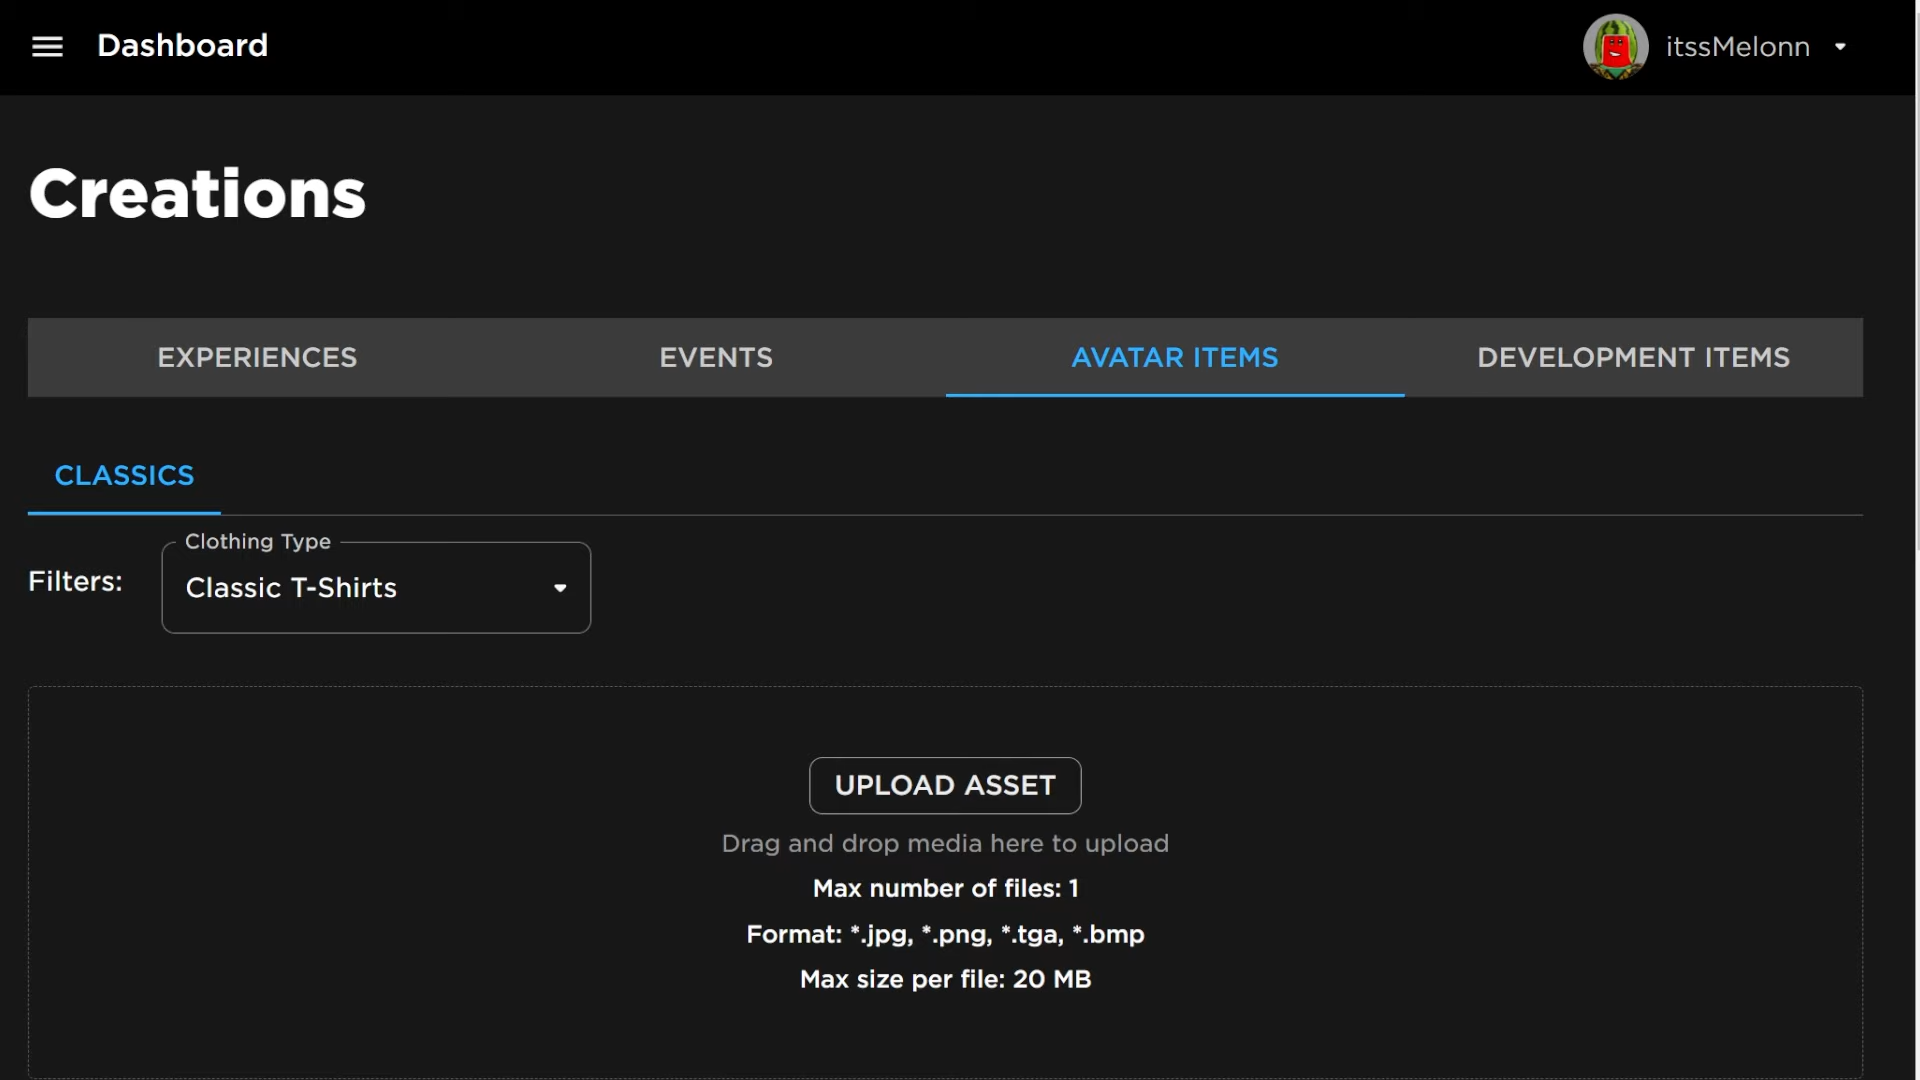 Dashboard
itssMelonn
Creations
EXPERIENCES
EVENTS
AVATAR ITEMS
DEVELOPMENT ITEMS
CLASSICS
Filters:
Clothing Type
Classic T-Shirts
UPLOAD ASSET
Drag and drop media here to upload
Max number of files: 1
Format: *.jpg, *.png, *.tga, *.bmp
Max size per file: 20 MB